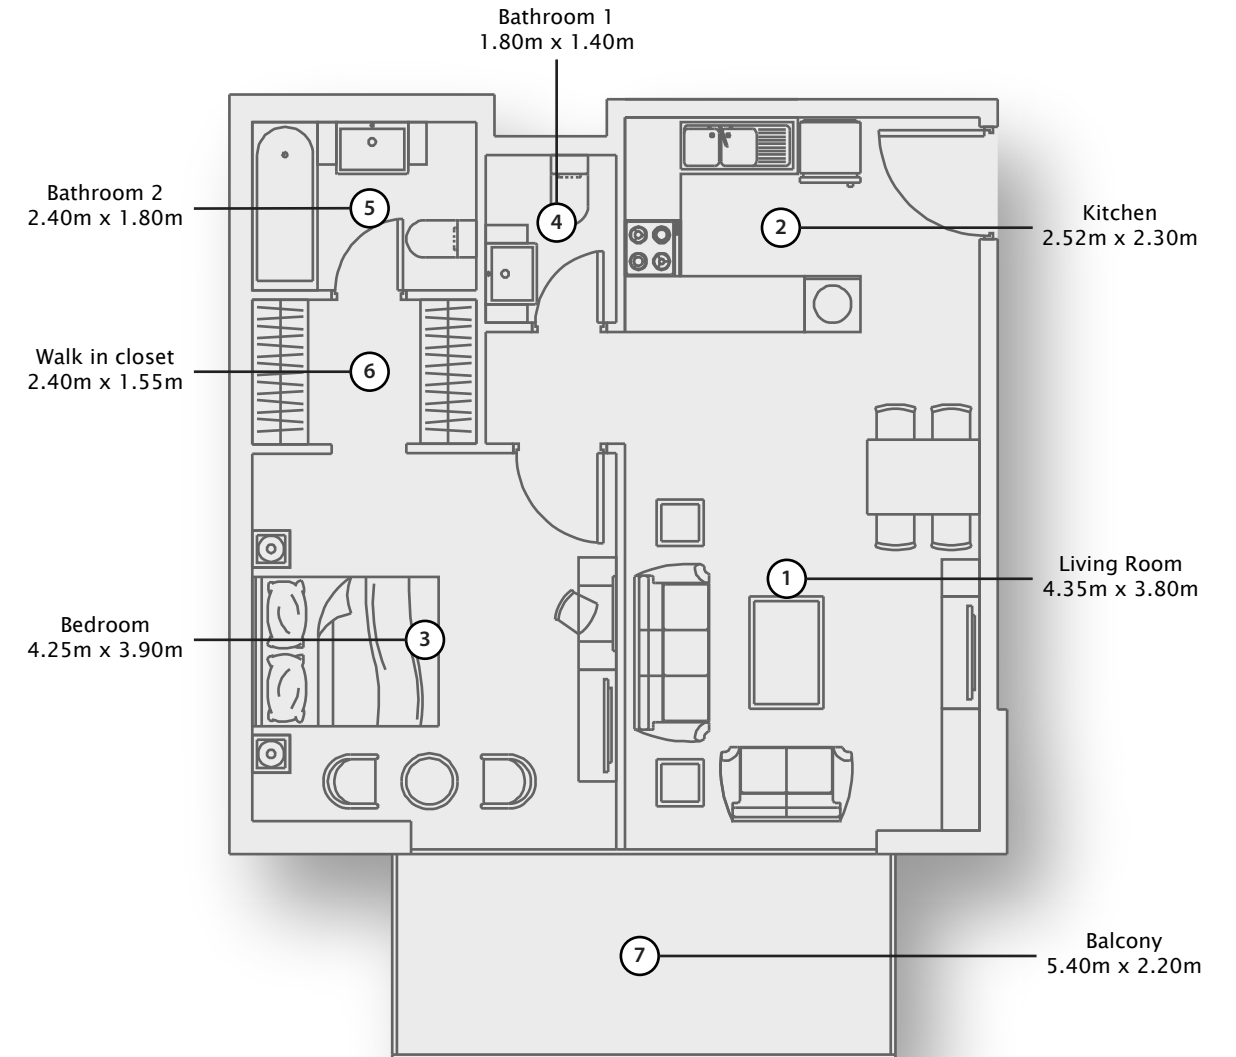 Bathroom 1
1.80m x 1.40m
Bathroom 2
2.40m x 1.80m
5
4
2
Kitchen
2.52m x 2.30m
Walk in closet
2.40m x 1.55m
6
1
Living Room
4.35m x 3.80m
Bedroom
4.25m x 3.90m
3
7
Balcony
5.40m x 2.20m